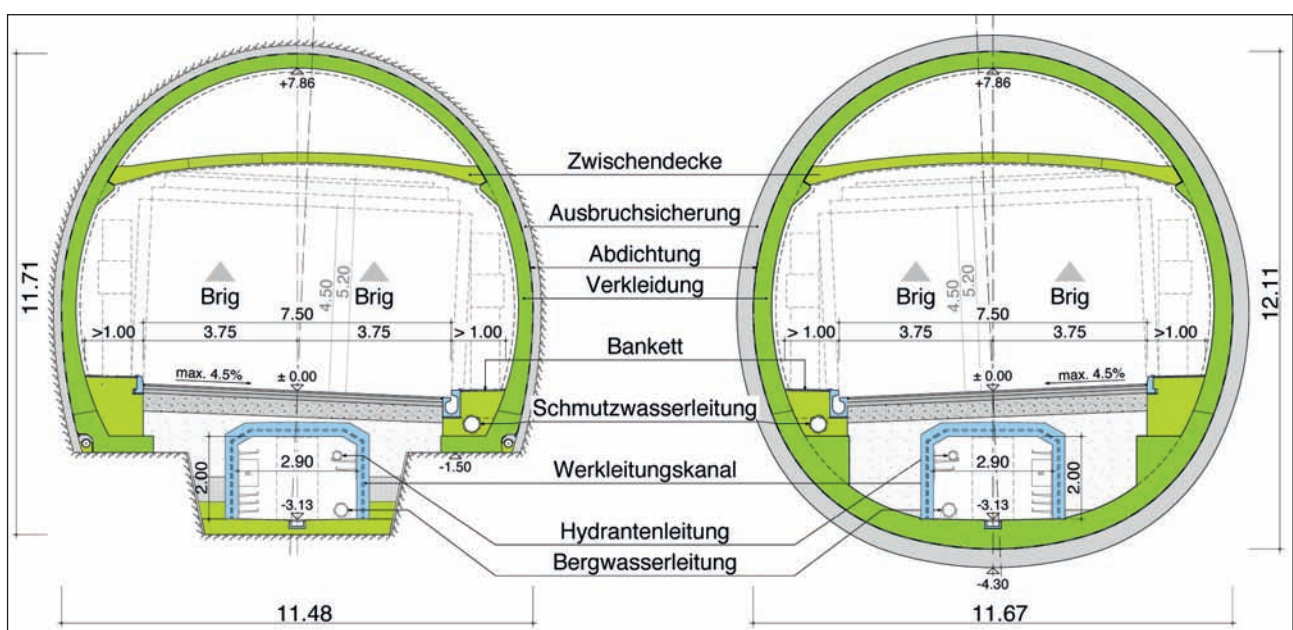 +7.86
+7.86
Zwischendecke
Ausbruchsicherung
Abdichtung
Verkleidung
Bankett
Schmutzwasserleitung
Werkleitungskanal
Hydrantenleitung
Bergwasserleitung
11.71
Brig
Brig
4.50
5.20
7.50
>1.00
3.75
3.75
>1.00
max. 4.5%
± 0.00
2.00
2.90
-1.50
-3.13
11.48
12.11
Brig
Brig
4.50
5.20
7.50
>1.00
3.75
3.75
>1.00
± 0.00
max. 4.5%
2.90
2.00
-3.13
-4.30
11.67